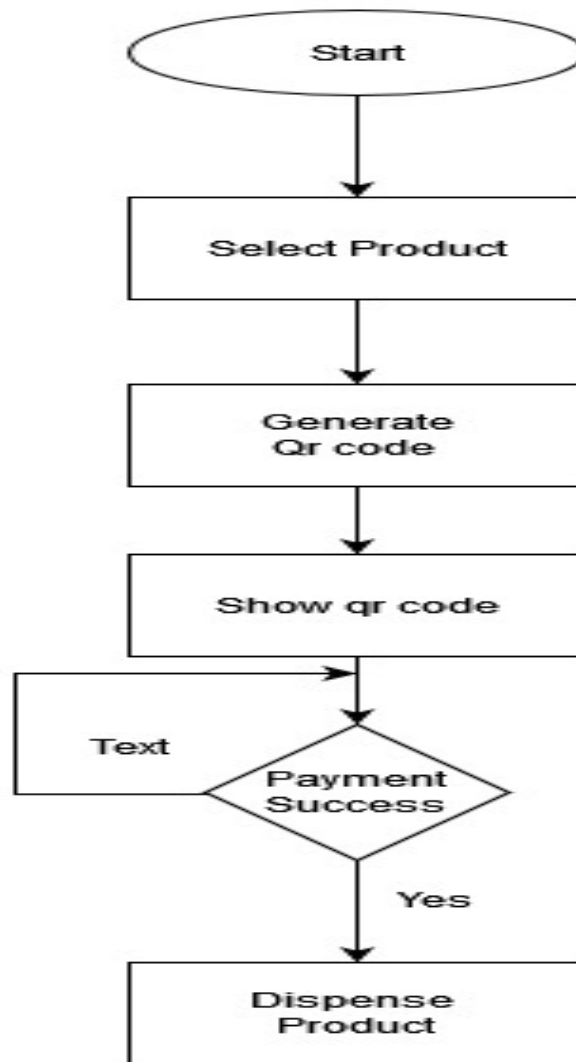 Start
Select Product
Generate
Qr code
Show qr code
Text
Payment
Success
Yes
Dispense
Product